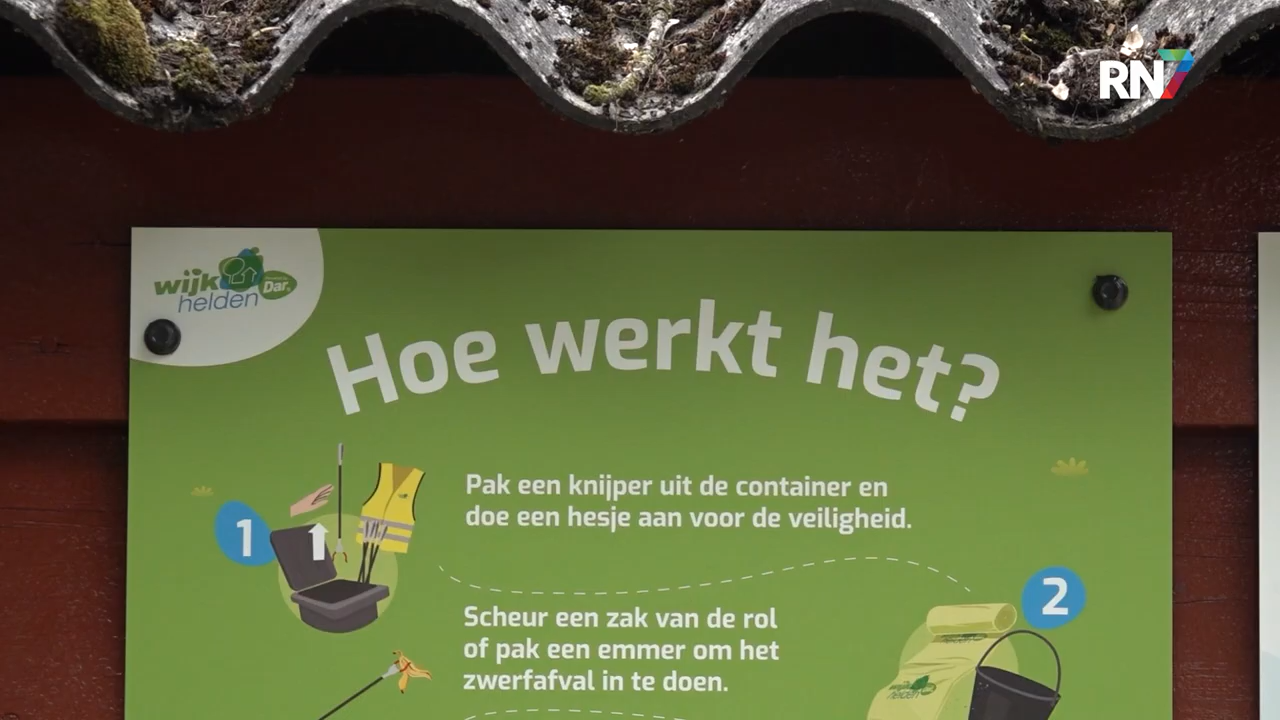 RN7
wijk
helden
Dar.
Hoe werkt het?
1
Pak een knijper uit de container en
doe een hesje aan voor de veiligheid.
2
Scheur een zak van de rol
of pak een emmer om het
zwerfafval in te doen.
wijk
helden